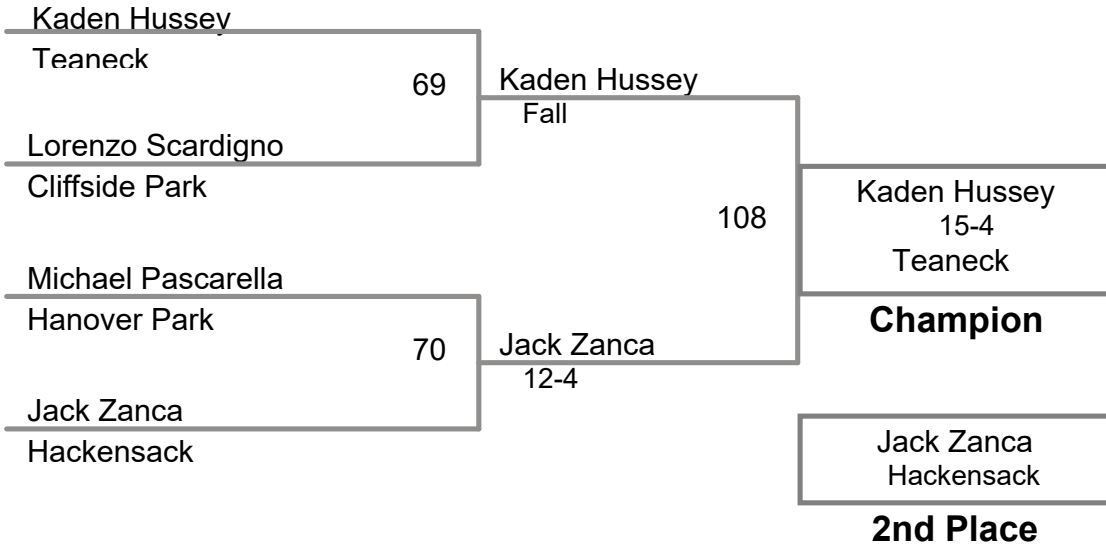 Kaden Hussey
Teaneck
69
Kaden Hussey
Fall
Lorenzo Scardigno
Cliffside Park
108
Kaden Hussey
15-4
Teaneck
Champion
Michael Pascarella
Hanover Park
70
Jack Zanca
12-4
Jack Zanca
Hackensack
Jack Zanca
Hackensack
2nd Place